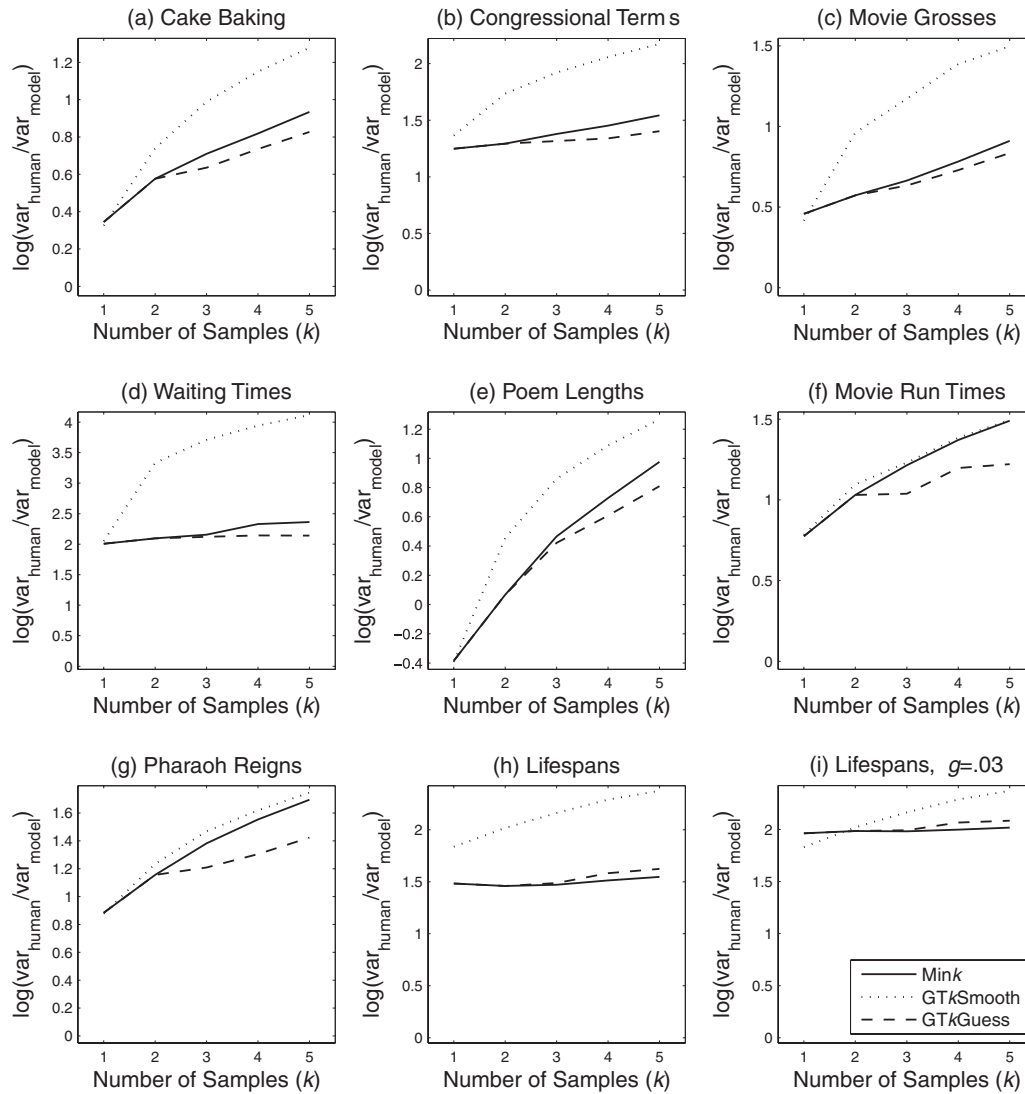 (a) Cake Baking
log(var_human/var_model)
1.2
1
0.8
0.6
0.4
0.2
0
1 2 3 4 5
Number of Samples (k)
(b) Congressional Term s
log(var_human/var_model)
2
1.5
1
0.5
0
1 2 3 4 5
Number of Samples (k)
(c) Movie Grosses
log(var_human/var_model)
1.5
1
0.5
0
1 2 3 4 5
Number of Samples (k)
(d) Waiting Times
log(var_human/var_model)
4
3.5
3
2.5
2
1.5
1
0.5
0
1 2 3 4 5
Number of Samples (k)
(e) Poem Lengths
log(var_human/var_model)
1.2
1
0.8
0.6
0.4
0.2
0
−0.2
−0.4
1 2 3 4 5
Number of Samples (k)
(f) Movie Run Times
log(var_human/var_model)
1.5
1
0.5
0
1 2 3 4 5
Number of Samples (k)
(g) Pharaoh Reigns
log(var_human/var_model)
1.6
1.4
1.2
1
0.8
0.6
0.4
0.2
0
1 2 3 4 5
Number of Samples (k)
(h) Lifespans
log(var_human/var_model)
2
1.5
1
0.5
0
1 2 3 4 5
Number of Samples (k)
(i) Lifespans, g=.03
log(var_human/var_model)
2
1.5
1
0.5
0
1 2 3 4 5
Number of Samples (k)
Mink
GTkSmooth
GTkGuess